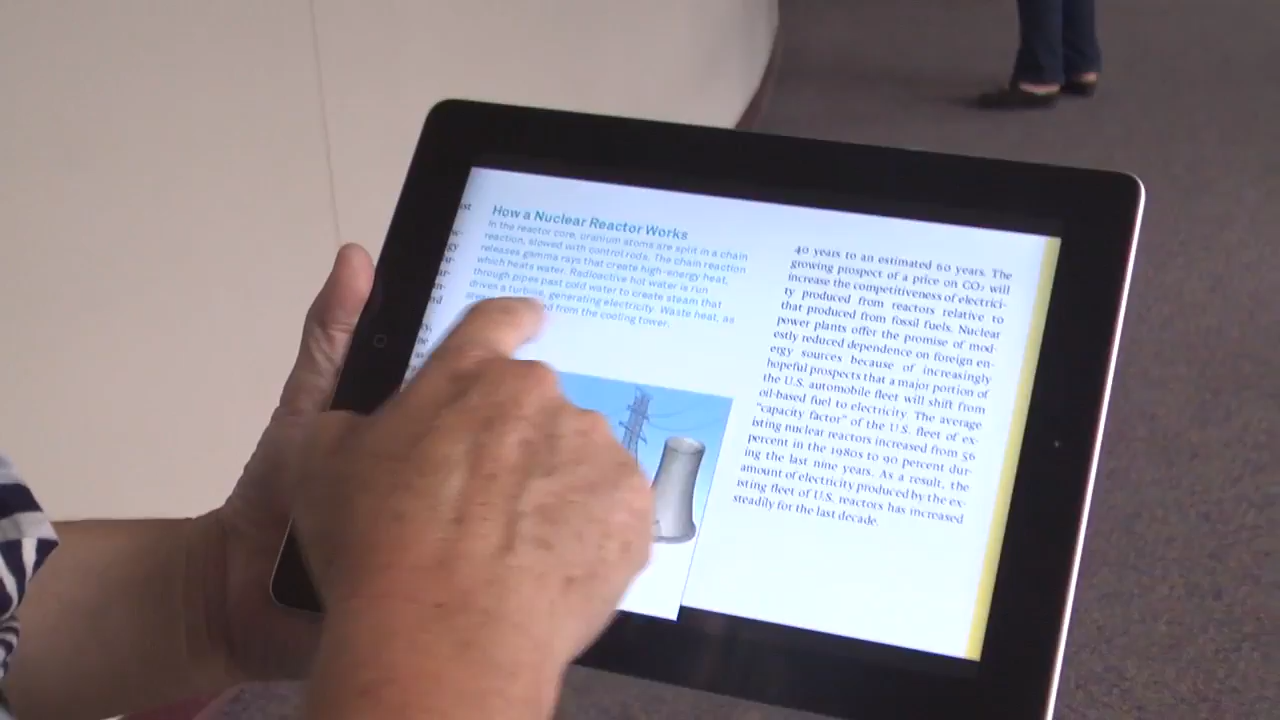 How a Nuclear Reactor Works
In the reactor core, uranium atoms are split in a chain
reaction, slowed with control rods. The chain reaction
releases gamma rays that create high-energy heat,
which heats water. Radioactive hot water is run
through pipes past cold water to create steam that
drives a turbine, generating electricity. Waste heat, as
from the cooling tower.
40 years to an estimated 60 years. The
growing prospect of a price on CO₂ will
increase the competitiveness of electrici-
ty produced from reactors relative to
that produced from fossil fuels. Nuclear
power plants offer the promise of mod-
estly reduced dependence on foreign en-
ergy sources because of increasingly
hopeful prospects that a major portion of
the U.S. automobile fleet will shift from
oil-based fuel to electricity. The average
"capacity factor" of the U.S. fleet of ex-
isting nuclear reactors increased from 56
percent in the 1980s to 90 percent dur-
ing the last nine years. As a result, the
amount of electricity produced by the ex-
isting fleet of U.S. reactors has increased
steadily for the last decade.